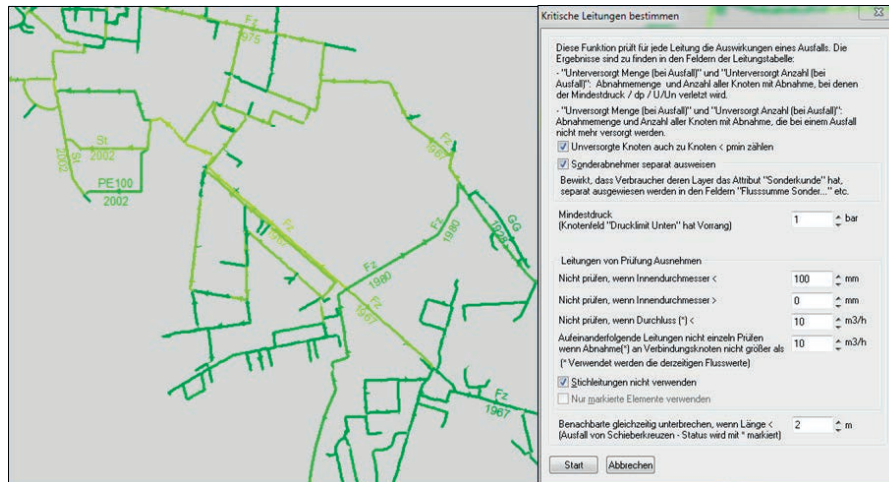 Fz
1975
St
2002
St
2002
PE100
2002
Fz
1967
Fz
1980
Fz
1980
GG
1928
Fz
1967
Fz
1967
Kritische Leitungen bestimmen
Diese Funktion prüft für jede Leitung die Auswirkungen eines Ausfalls. Die
Ergebnisse sind zu finden in den Feldern der Leitungstabelle:
- "Unterversorgt Menge (bei Ausfall)" und "Unterversorgt Anzahl (bei
Ausfall)": Abnahmemenge und Anzahl aller Knoten mit Abnahme, bei denen
der Mindestdruck / dp / U/Un verletzt wird.
- "Unversorgt Menge (bei Ausfall)" und "Unversorgt Anzahl (bei Ausfall)":
Abnahmemenge und Anzahl aller Knoten mit Abnahme, die bei einem Ausfall
nicht mehr versorgt werden.
Unversorgte Knoten auch zu Knoten < pmin zählen
Sonderabnehmer separat ausweisen
Bewirkt, dass Verbraucher deren Layer das Attribut "Sonderkunde" hat,
separat ausgewiesen werden in den Feldern "Flusssumme Sonder..." etc.
Mindestdruck
(Knotenfeld "Drucklimit Unten" hat Vorrang) 1 bar
Leitungen von Prüfung Ausnehmen
Nicht prüfen, wenn Innendurchmesser < 100 mm
Nicht prüfen, wenn Innendurchmesser > 0 mm
Nicht prüfen, wenn Durchluss (*) < 10 m3/h
Aufeinanderfolgende Leitungen nicht einzeln Prüfen
wenn Abnahme(*) an Verbindungsknoten nicht größer als 10 m3/h
(* Verwendet werden die derzeitigen Flusswerte)
Stichleitungen nicht verwenden
Nur markierte Elemente verwenden
Benachbarte gleichzeitig unterbrechen, wenn Länge < 2 m
(Ausfall von Schieberkreuzen - Status wird mit * markiert)
Start Abbrechen